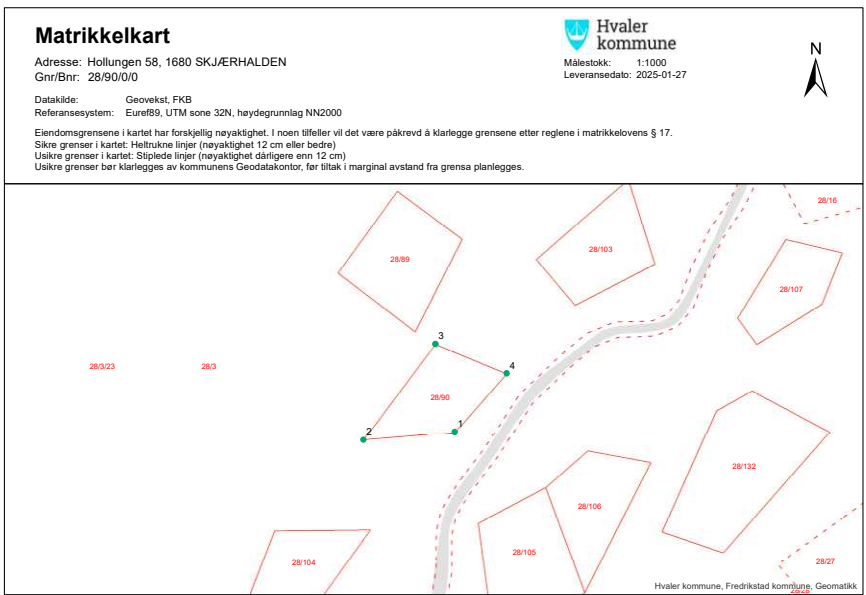 Matrikkelkart
Adresse: Hollungen 58, 1680 SKJÆRHALDEN
Gnr/Bnr: 28/90/0/0
Hvaler
kommune
Målestokk: 1:1000
Leveransedato: 2025-01-27
N
Datakilde: Geovekst, FKB
Referansesystem: Euref89, UTM sone 32N, høydegrunnlag NN2000
Eiendomsgrensene i kartet har forskjellig nøyaktighet. I noen tilfeller vil det være påkrevd å klarlegge grensene etter reglene i matrikkelovens § 17.
Sikre grenser i kartet: Heltrukne linjer (nøyaktighet 12 cm eller bedre)
Usikre grenser i kartet: Stiplede linjer (nøyaktighet dårligere enn 12 cm)
Usikre grenser bør klarlegges av kommunens Geodatakontor, før tiltak i marginal avstand fra grensa planlegges.
28/16
28/103
28/89
28/107
3
4
28/3/23
28/3
28/90
1
2
28/132
28/106
28/105
28/104
28/27
Hvaler kommune, Fredrikstad kommune, Geomatikk